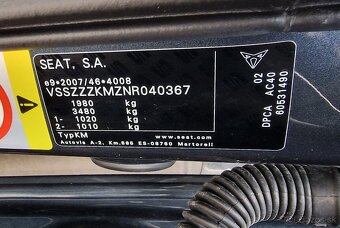 SEAT, S.A.
e9*2007/46*4008
VSSZZZKMZNR040367
1980 kg
3480 kg
1- 1020 kg
2- 1010 kg
TypKM
www.seat.com
Autovia A-2, Km.585 ES-08760 Martorell
02
DPCA AC40
60531490